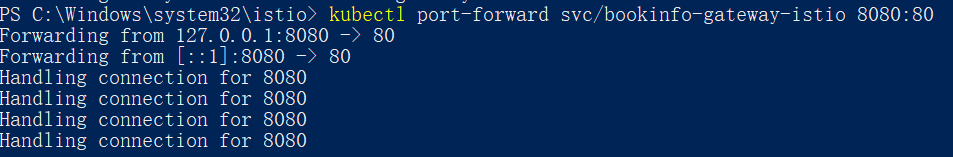 PS C:\Windows\system32\istio> kubectl port-forward svc/bookinfo-gateway-istio 8080:80
Forwarding from 127.0.0.1:8080 -> 80
Forwarding from [::1]:8080 -> 80
Handling connection for 8080
Handling connection for 8080
Handling connection for 8080
Handling connection for 8080